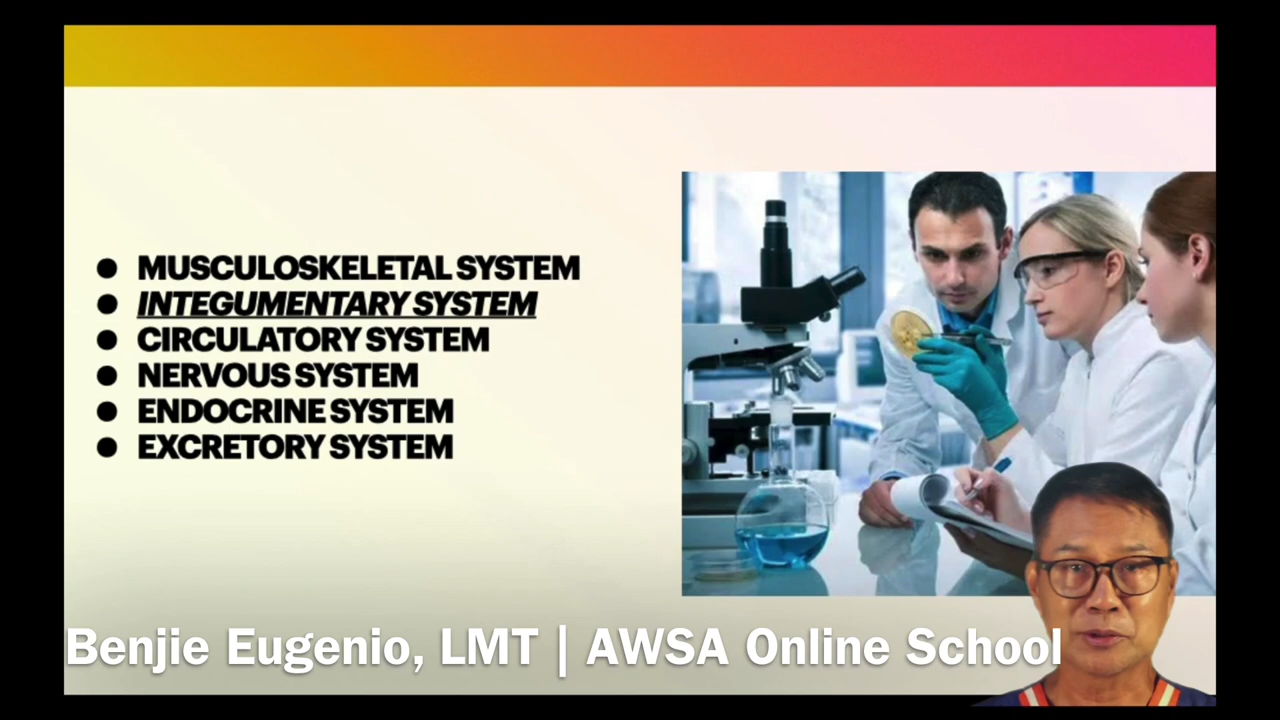 ● MUSCULOSKELETAL SYSTEM
● INTEGUMENTARY SYSTEM
● CIRCULATORY SYSTEM
● NERVOUS SYSTEM
● ENDOCRINE SYSTEM
● EXCRETORY SYSTEM
Benjie Eugenio, LMT | AWSA Online School